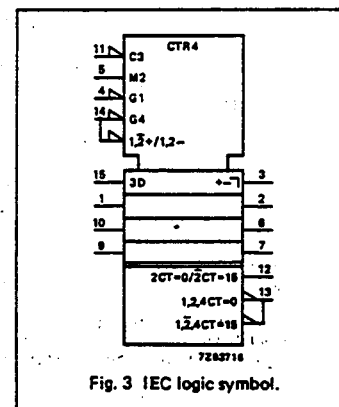 CTR4
11 C3
5 M2
4 G1
14 G4
1,2̅+/1,2−
15 3D +− 3
1 2
10 6
9 7
2CT=0/2̅CT=15 12
13
1,2,4CT=0
1,2̅,4CT=15
7Z83716
Fig. 3 IEC logic symbol.